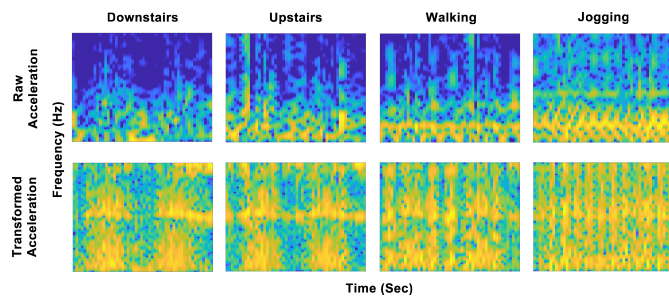 Downstairs Upstairs Walking Jogging
Raw
Acceleration
Frequency (Hz)
Transformed
Acceleration
Time (Sec)